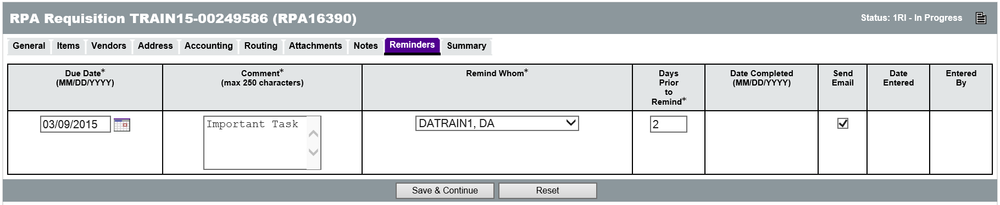 RPA Requisition TRAIN15-00249586 (RPA16390)
Status: 1RI - In Progress
General Items Vendors Address Accounting Routing Attachments Notes Reminders Summary
Due Date*
(MM/DD/YYYY)
Comment*
(max 250 characters)
Remind Whom*
Days
Prior
to
Remind*
Date Completed
(MM/DD/YYYY)
Send
Email
Date
Entered
Entered
By
03/09/2015
Important Task
DATRAIN1, DA
2
Save & Continue
Reset